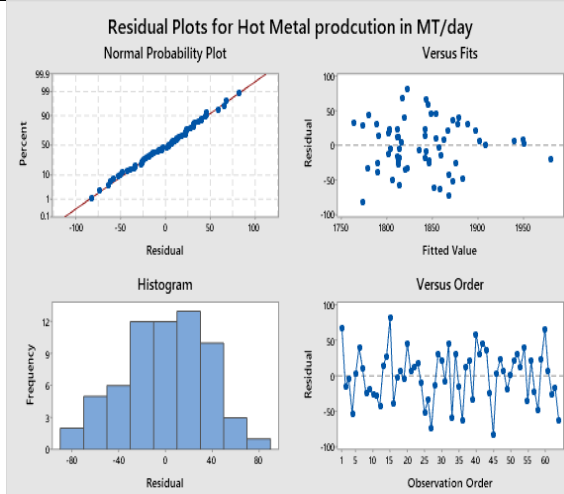 Residual Plots for Hot Metal prodcution in MT/day
Normal Probability Plot
Versus Fits
99.9
99
90
50
10
1
0.1
Percent
-100 -50 0 50 100
Residual
100
50
0
-50
-100
Residual
1750 1800 1850 1900 1950
Fitted Value
Histogram
Versus Order
12
9
6
3
0
Frequency
-80 -40 0 40 80
Residual
100
50
0
-50
-100
Residual
1 5 10 15 20 25 30 35 40 45 50 55 60
Observation Order